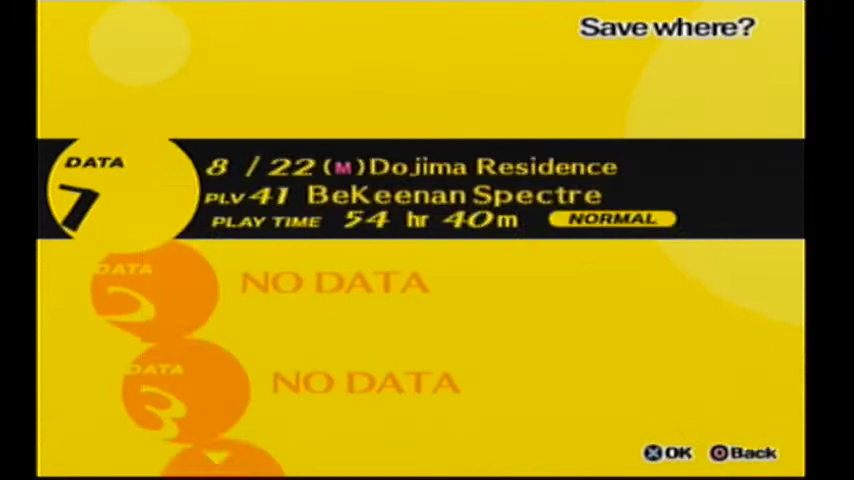 Save where?
DATA
1
8 / 22 (M) Dojima Residence
PLV 41 BeKeenan Spectre
PLAY TIME 54 hr 40m NORMAL
DATA
2
NO DATA
DATA
3
NO DATA
OK Back